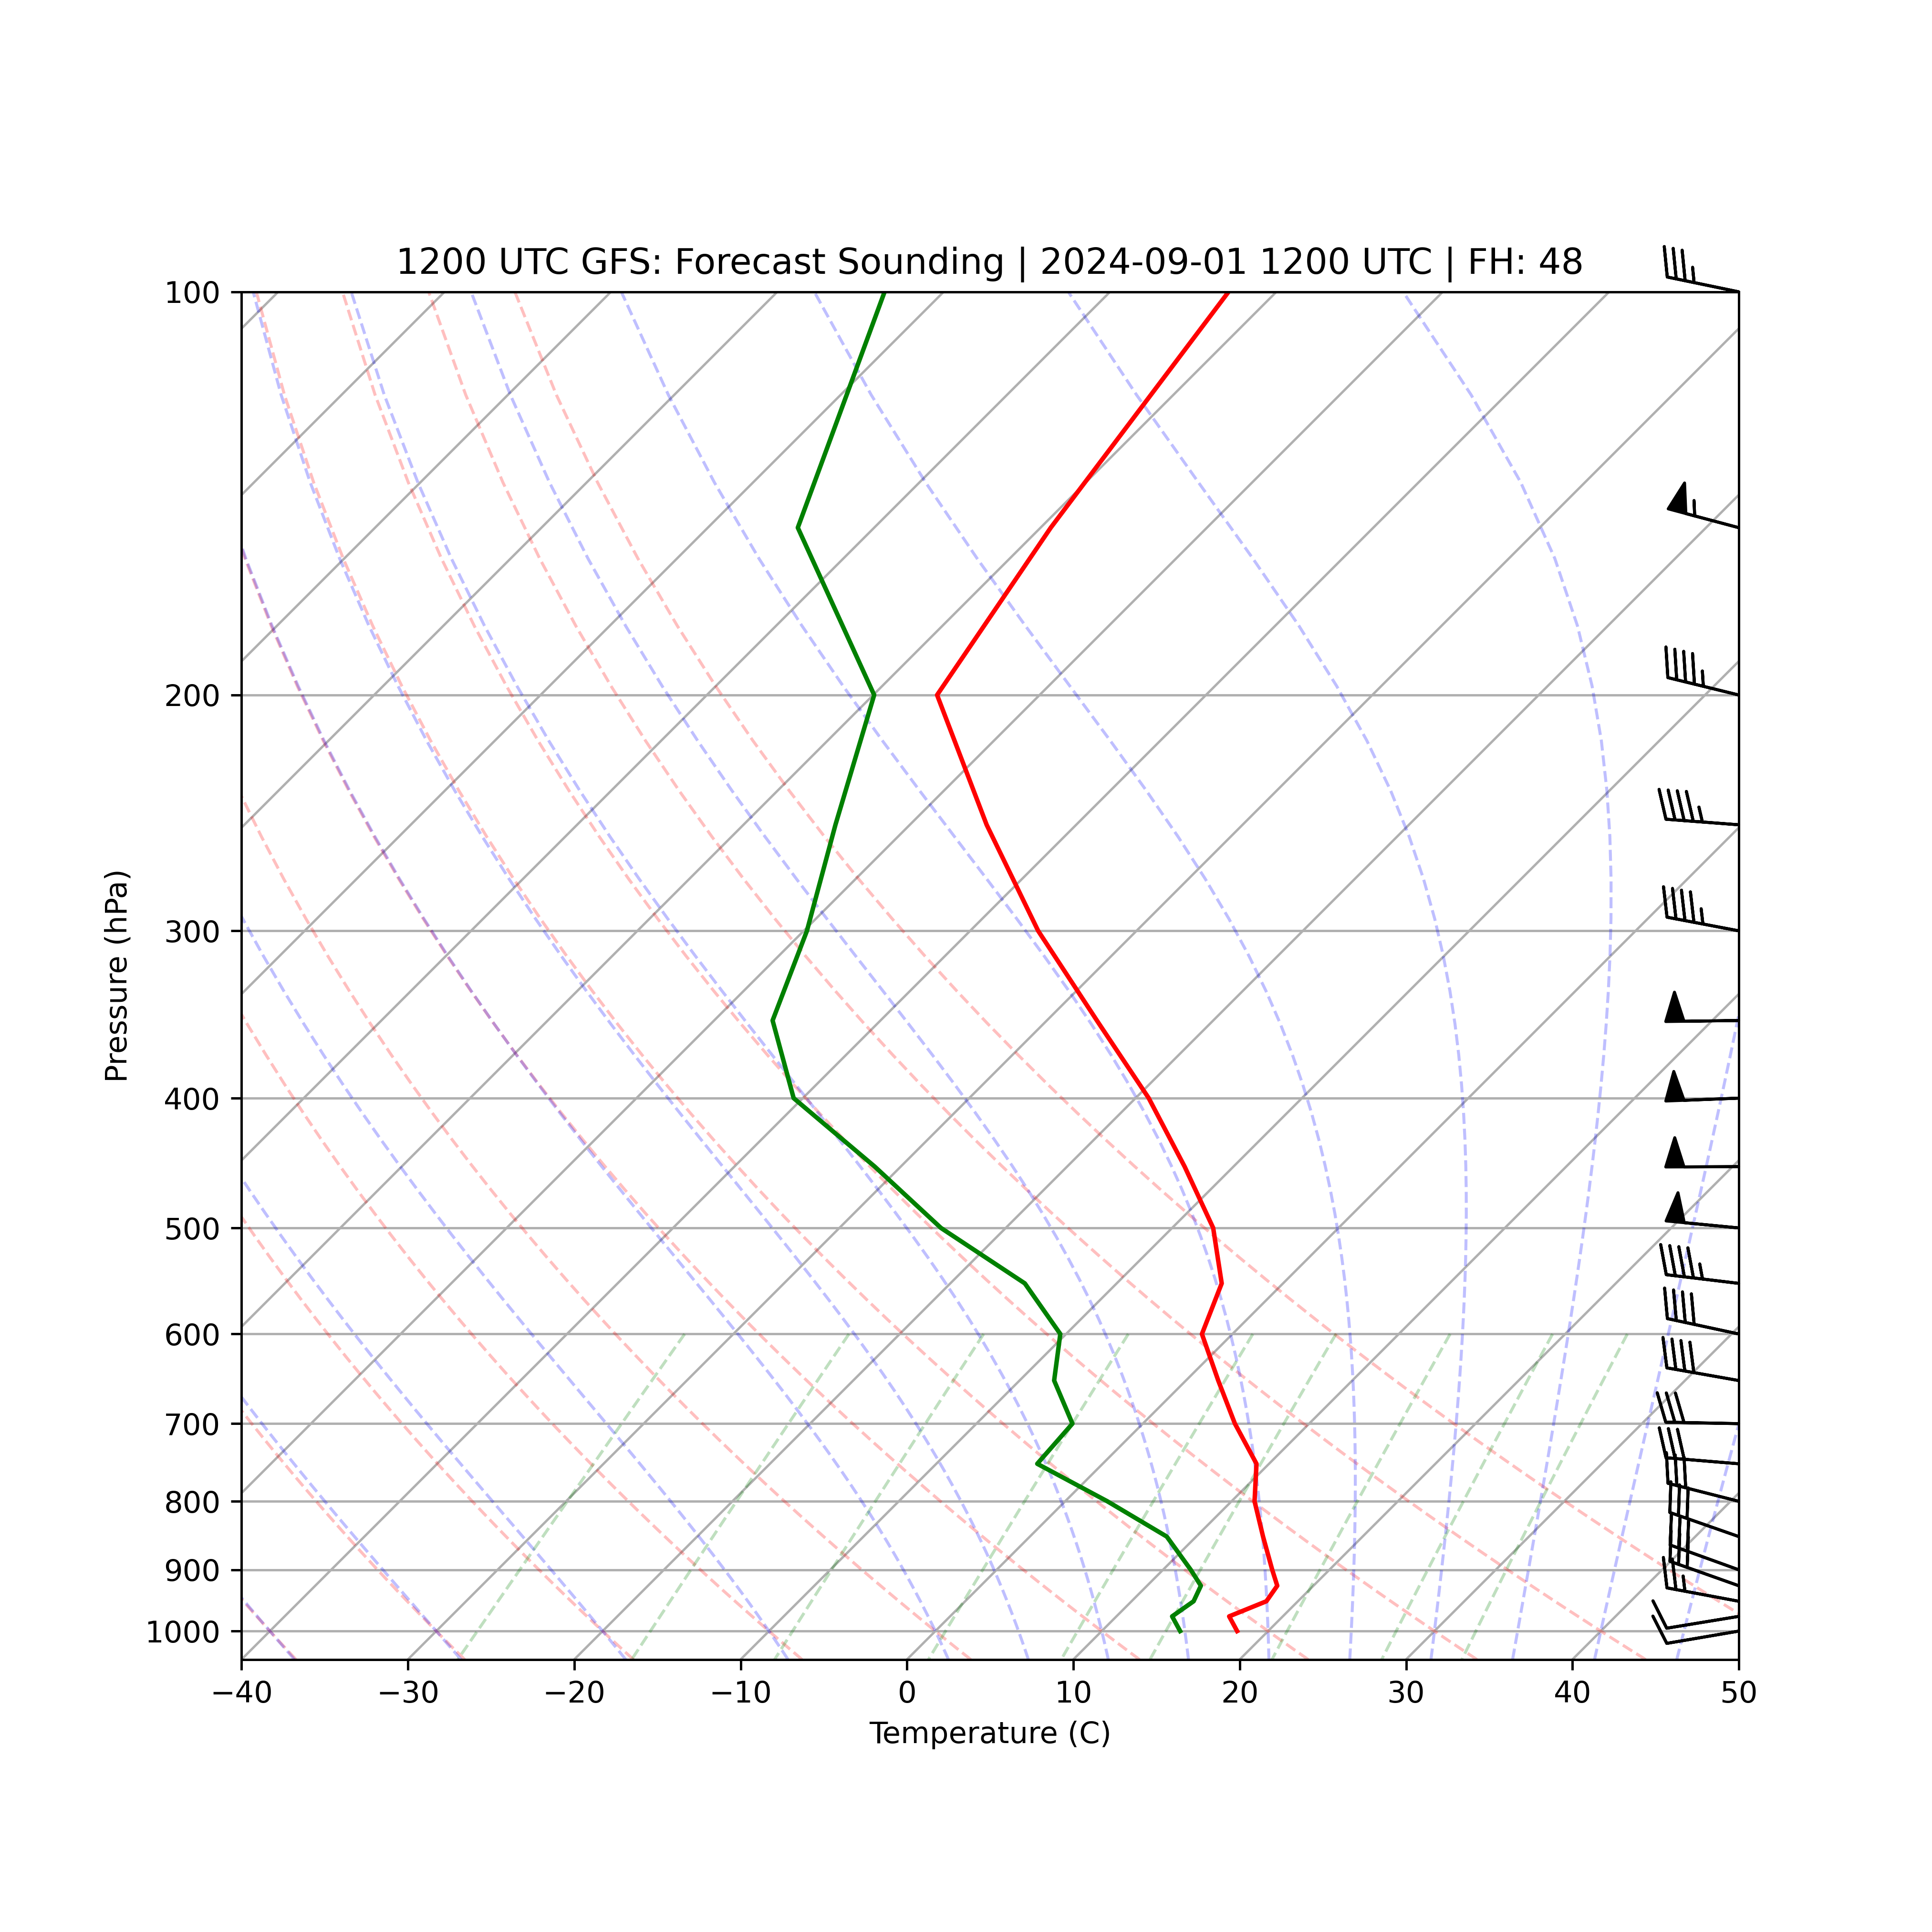 1200 UTC GFS: Forecast Sounding | 2024-09-01 1200 UTC | FH: 48
100
200
300
400
500
600
700
800
900
1000
Pressure (hPa)
−40 −30 −20 −10 0 10 20 30 40 50
Temperature (C)